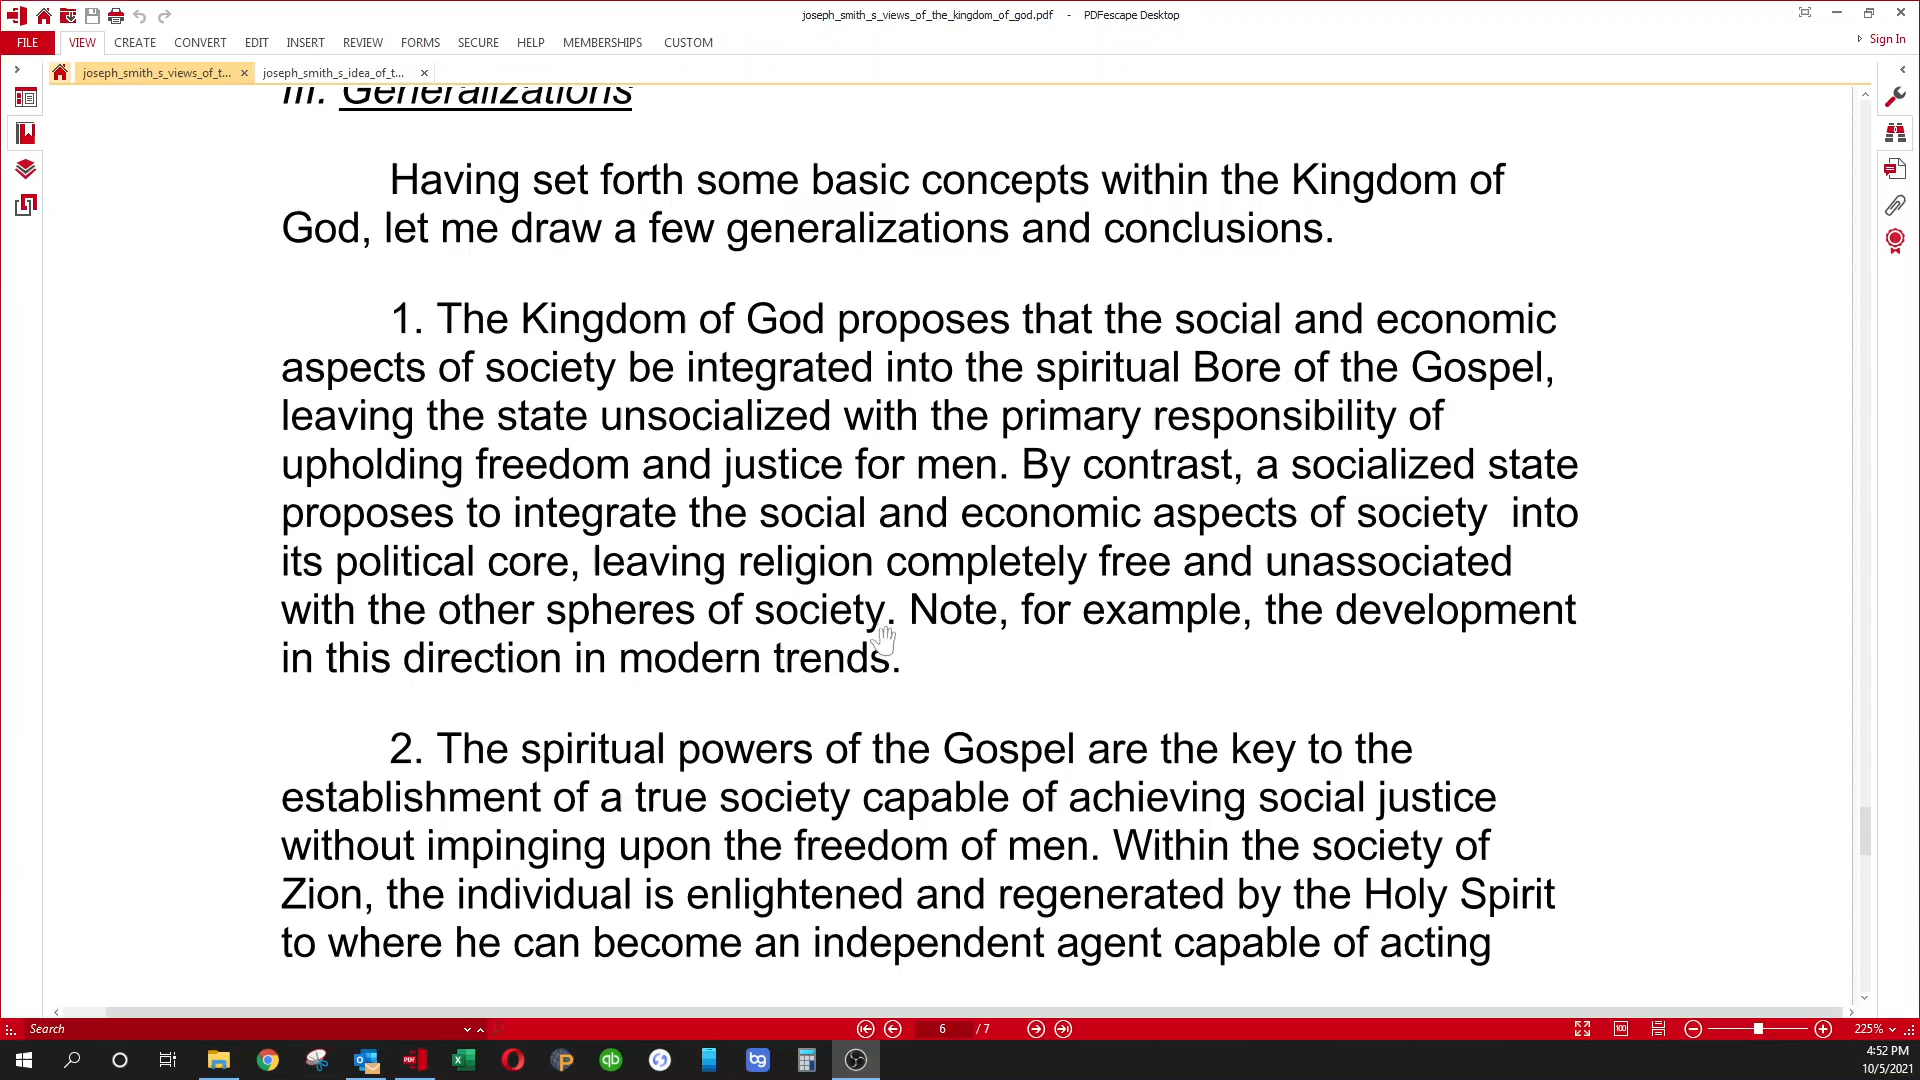 joseph_smith_s_views_of_the_kingdom_of_god.pdf - PDFescape Desktop
FILE VIEW CREATE CONVERT EDIT INSERT REVIEW FORMS SECURE HELP MEMBERSHIPS CUSTOM
Sign In
joseph_smith_s_views_of_t... joseph_smith_s_idea_of_t...
III. Generalizations
Having set forth some basic concepts within the Kingdom of
God, let me draw a few generalizations and conclusions.
1. The Kingdom of God proposes that the social and economic
aspects of society be integrated into the spiritual Bore of the Gospel,
leaving the state unsocialized with the primary responsibility of
upholding freedom and justice for men. By contrast, a socialized state
proposes to integrate the social and economic aspects of society into
its political core, leaving religion completely free and unassociated
with the other spheres of society. Note, for example, the development
in this direction in modern trends.
2. The spiritual powers of the Gospel are the key to the
establishment of a true society capable of achieving social justice
without impinging upon the freedom of men. Within the society of
Zion, the individual is enlightened and regenerated by the Holy Spirit
to where he can become an independent agent capable of acting
Search 6 / 7 100 225%
PDF qb bg
4:52 PM
10/5/2021